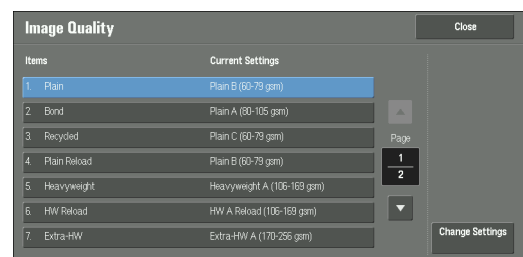 Image Quality
Close
Items Current Settings
1. Plain Plain B (60-79 gsm)
2. Bond Plain A (80-105 gsm)
3. Recycled Plain C (60-79 gsm)
4. Plain Reload Plain B (60-79 gsm)
5. Heavyweight Heavyweight A (106-169 gsm)
6. HW Reload HW A Reload (106-169 gsm)
7. Extra-HW Extra-HW A (170-256 gsm)
Page
1
2
Change Settings